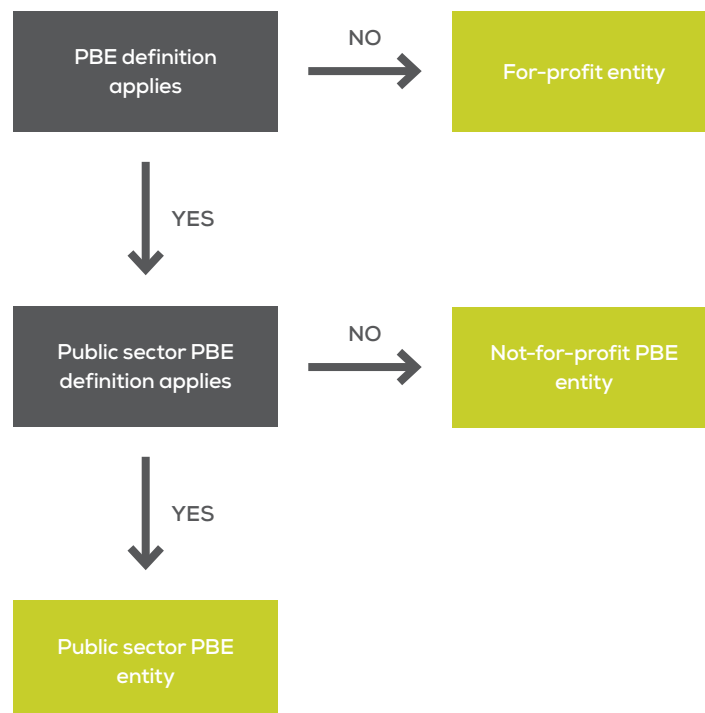 PBE definition
applies
NO
For-profit entity
YES
Public sector PBE
definition applies
NO
Not-for-profit PBE
entity
YES
Public sector PBE
entity